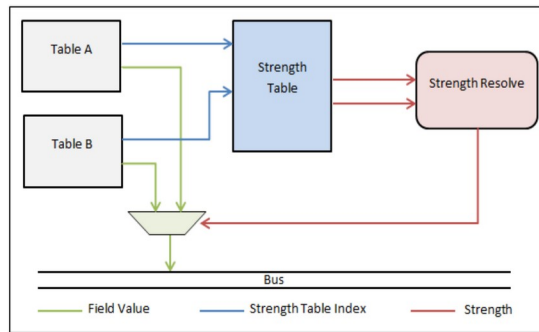 Table A
Strength
Table
Strength Resolve
Table B
Bus
Field Value
Strength Table Index
Strength